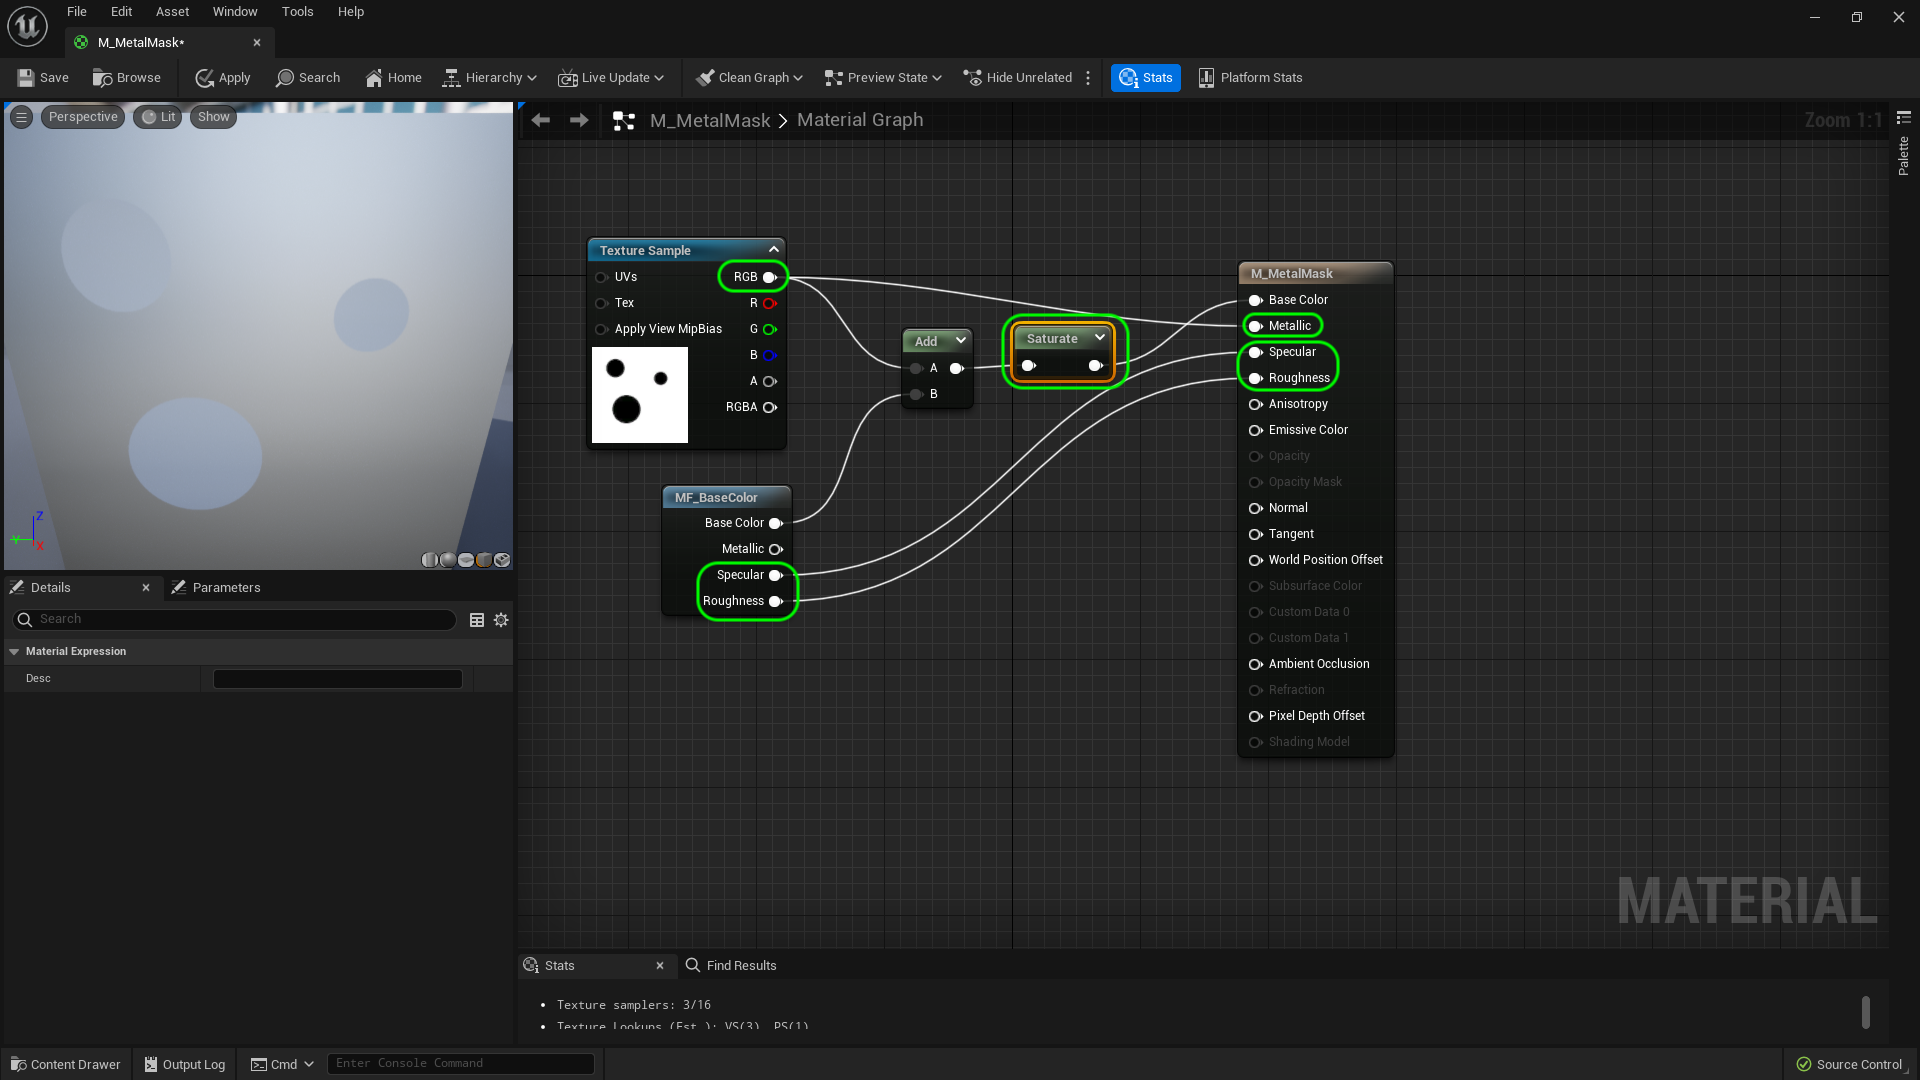 File Edit Asset Window Tools Help
M_MetalMask*
Save Browse Apply Search Home Hierarchy Live Update Clean Graph Preview State Hide Unrelated Stats Platform Stats
Perspective Lit Show
M_MetalMask > Material Graph
Zoom 1:1
Palette
Texture Sample
UVs RGB
Tex R
Apply View MipBias G
B
A
RGBA
Add
A
B
Saturate
MF_BaseColor
Base Color
Metallic
Specular
Roughness
M_MetalMask
Base Color
Metallic
Specular
Roughness
Anisotropy
Emissive Color
Opacity
Opacity Mask
Normal
Tangent
World Position Offset
Subsurface Color
Custom Data 0
Custom Data 1
Ambient Occlusion
Refraction
Pixel Depth Offset
Shading Model
MATERIAL
Z
Y
X
Details Parameters
Search
Material Expression
Desc
Stats Find Results
• Texture samplers: 3/16
• Texture Lookups (Est.): VS(3), PS(1)
Content Drawer Output Log Cmd Enter Console Command Source Control